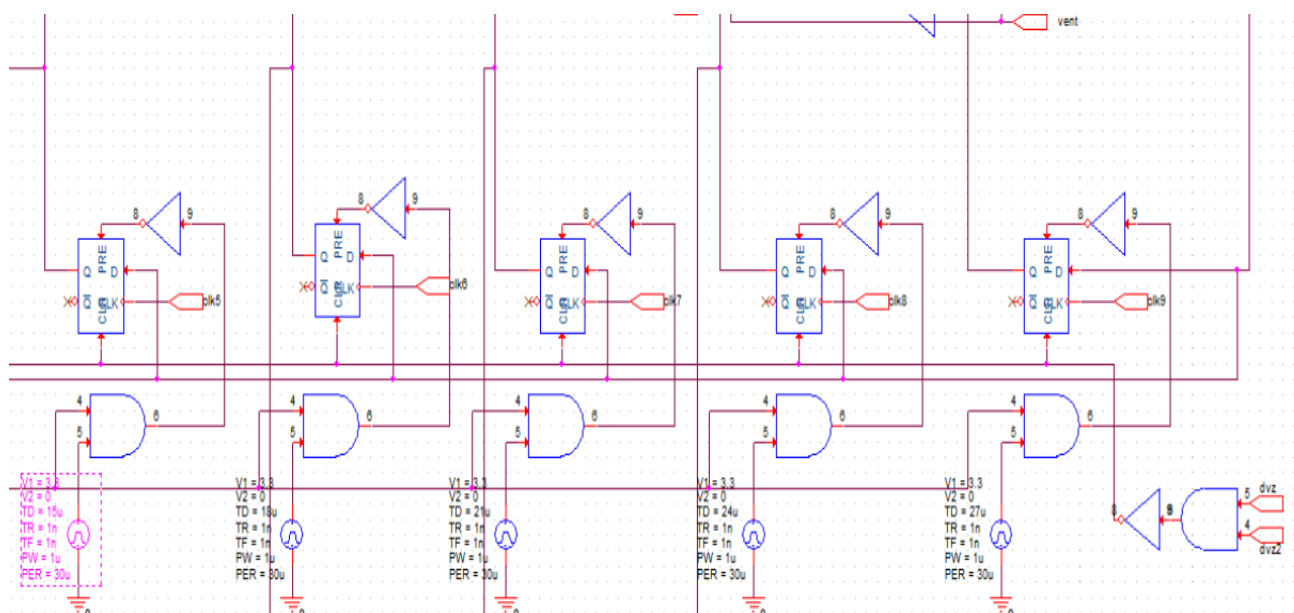 vent
8 9
8 9
8 9
8 9
8 9
Q PRE D
Q CLR CLK clk5
Q PRE D
Q CLR CLK clk6
Q PRE D
Q CLR CLK clk7
Q PRE D
Q CLR CLK clk8
Q PRE D
Q CLR CLK clk9
4 5 6
4 5 6
4 5 6
4 5 6
4 5 6
V1 = 3.3
V2 = 0
TD = 15u
TR = 1n
TF = 1n
PW = 1u
PER = 30u
V1 = 3.3
V2 = 0
TD = 18u
TR = 1n
TF = 1n
PW = 1u
PER = 30u
V1 = 3.3
V2 = 0
TD = 21u
TR = 1n
TF = 1n
PW = 1u
PER = 30u
V1 = 3.3
V2 = 0
TD = 24u
TR = 1n
TF = 1n
PW = 1u
PER = 30u
V1 = 3.3
V2 = 0
TD = 27u
TR = 1n
TF = 1n
PW = 1u
PER = 30u
8
5 dvz
4 dvz2